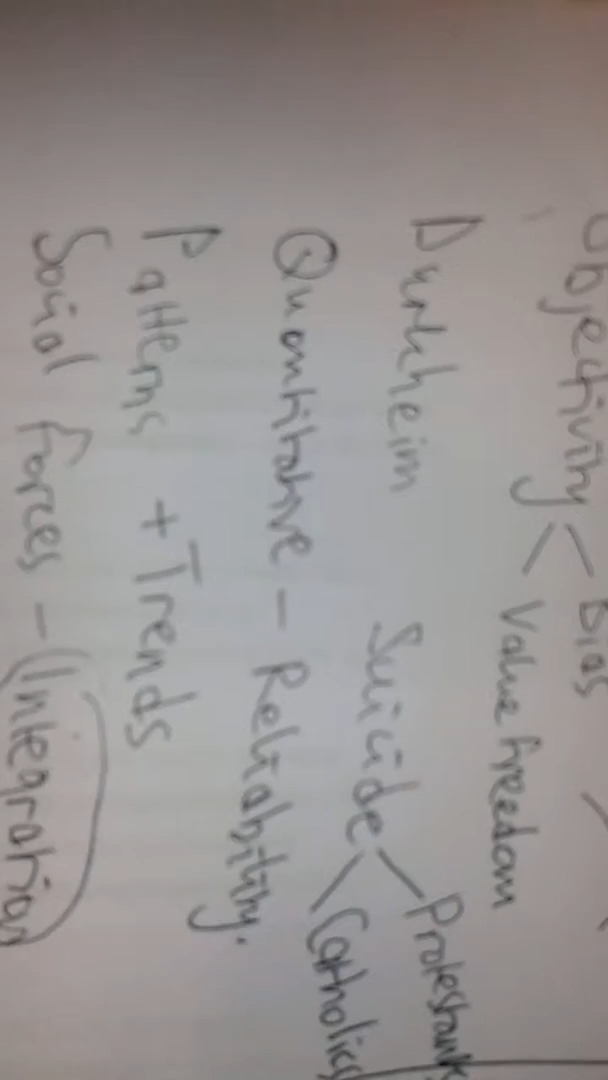 Objectivity < Bias
Value freedom
Durkheim Suicide < Protestants
Catholics
Quantitative - Reliability.
Patterns + Trends
Social forces - (Integration)